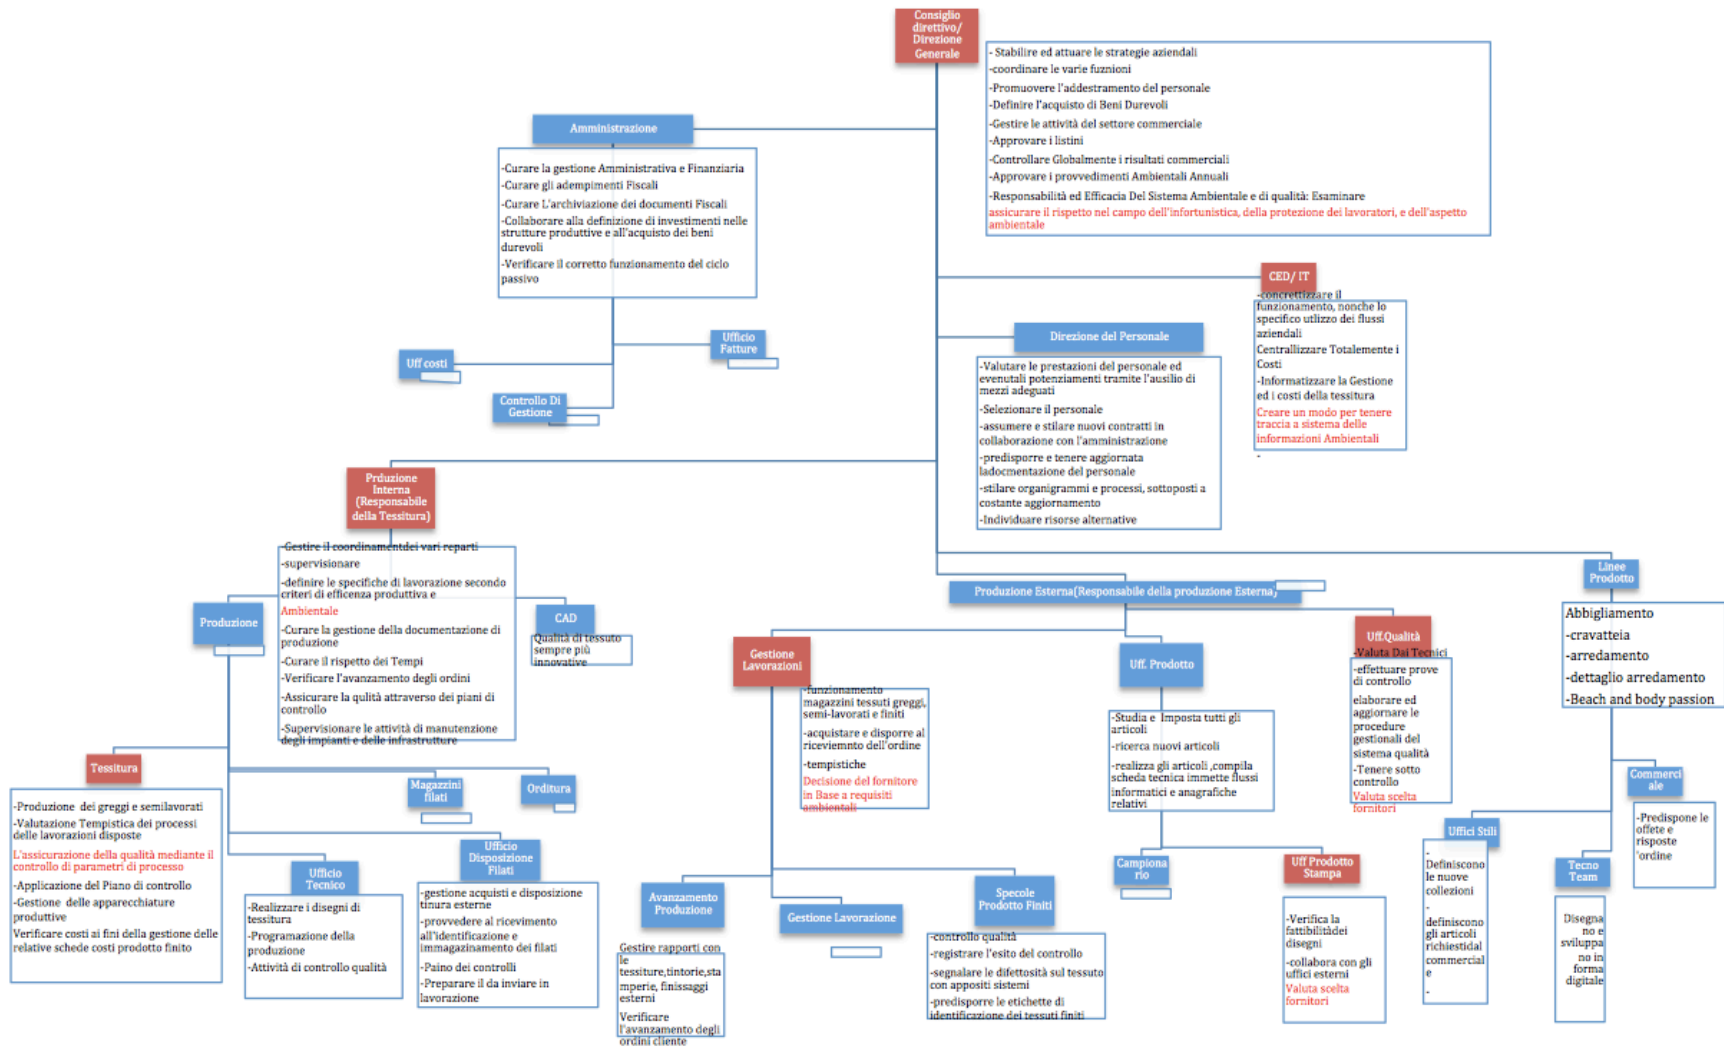 Consiglio
direttivo/
Direzione
Generale
- Stabilire ed attuare le strategie aziendali
-coordinare le varie fuznioni
-Promuovere l'addestramento del personale
-Definire l'acquisto di Beni Durevoli
-Gestire le attività del settore commerciale
-Approvare i listini
-Controllare Globalmente i risultati commerciali
-Approvare i provvedimenti Ambientali Annuali
-Responsabilità ed Efficacia Del Sistema Ambientale e di qualità: Esaminare
assicurare il rispetto nel campo dell'infortunistica, della protezione dei lavoratori, e dell'aspetto
ambientale
Amministrazione
-Curare la gestione Amministrativa e Finanziaria
-Curare gli adempimenti Fiscali
-Curare L'archiviazione dei documenti Fiscali
-Collaborare alla definizione di investimenti nelle
strutture produttive e all'acquisto dei beni
durevoli
-Verificare il corretto funzionamento del ciclo
passivo
Uff costi
Ufficio
Fatture
Controllo Di
Gestione
CED/ IT
-concrettizzare il
funzionamento, nonche lo
specifico utlizzo dei flussi
aziendali
Centrallizzare Totalemente i
Costi
-Informatizzare la Gestione
ed i costi della tessitura
Creare un modo per tenere
traccia a sistema delle
informazioni Ambientali
-
Direzione del Personale
-Valutare le prestazioni del personale ed
evenutali potenziamenti tramite l'ausilio di
mezzi adeguati
-Selezionare il personale
-assumere e stilare nuovi contratti in
collaborazione con l'amministrazione
-predisporre e tenere aggiornata
ladocmentazione del personale
-stilare organigrammi e processi, sottoposti a
costante aggiornamento
-Individuare risorse alternative
Prduzione
Interna
(Responsabile
della Tessitura)
-Gestire il coordinamentdei vari reparti
-supervisionare
-definire le specifiche di lavorazione secondo
criteri di efficenza produttiva e
Ambientale
-Curare la gestione della documentazione di
produzione
-Curare il rispetto dei Tempi
-Verificare l'avanzamento degli ordini
-Assicurare la qulità attraverso dei piani di
controllo
-Supervisionare le attività di manutenzione
degli impianti e delle infrastrutture
Produzione
CAD
Qualità di tessuto
sempre più
innovative
Tessitura
-Produzione dei greggi e semilavorati
-Valutazione Tempistica dei processi
delle lavorazioni disposte
L'assicurazione della qualità mediante il
controllo di parametri di processo
-Applicazione del Piano di controllo
-Gestione delle apparecchiature
produttive
Verificare costi ai fini della gestione delle
relative schede costi prodotto finito
Magazzini
filati
Orditura
Ufficio
Tecnico
-Realizzare i disegni di
tessitura
-Programazione della
produzione
-Attività di controllo qualità
Ufficio
Disposizione
Filati
-gestione acquisti e disposizione
tinura esterne
-provvedere al ricevimento
all'identificazione e
immagazinamento dei filati
-Paino dei controlli
-Preparare il da inviare in
lavorazione
Produzione Esterna(Responsabile della produzione Esterna)
Gestione
Lavorazioni
-funzionamento
magazzini tessuti greggi,
semi-lavorati e finiti
-acquistare e disporre al
riceviemnto dell'ordine
-tempistiche
Decisione del fornitore
in Base a requisiti
ambientali
Uff. Prodotto
-Studia e Imposta tutti gli
articoli
-ricerca nuovi articoli
-realizza gli articoli ,compila
scheda tecnica immette flussi
informatici e anagrafiche
relativi
Uff.Qualità
-Valuta Dai Tecnici
-effettuare prove
di controllo
elaborare ed
aggiornare le
procedure
gestionali del
sistema qualità
-Tenere sotto
controllo
Valuta scelta
fornitori
Avanzamento
Produzione
Gestire rapporti con
le
tessiture,tintorie,sta
mperie, finissaggi
esterni
Verificare
l'avanzamento degli
ordini cliente
Gestione Lavorazione
Specole
Prodotto Finiti
-controllo qualità
-registrare l'esito del controllo
-segnalare le difettosità sul tessuto
con appositi sistemi
-predisporre le etichette di
identificazione dei tessuti finiti
Campiona
rio
Uff Prodotto
Stampa
-Verifica la
fattibilitàdei
disegni
-collabora con gli
uffici esterni
Valuta scelta
fornitori
Linee
Prodotto
Abbigliamento
-cravatteia
-arredamento
-dettaglio arredamento
-Beach and body passion
Commerci
ale
-Predispone le
offete e
risposte
'ordine
Uffici Stili
-
Definiscono
le nuove
collezioni
-
definiscono
gli articoli
richiestidal
commercial
e
-
Tecno
Team
Disegna
no e
sviluppa
no in
forma
digitale